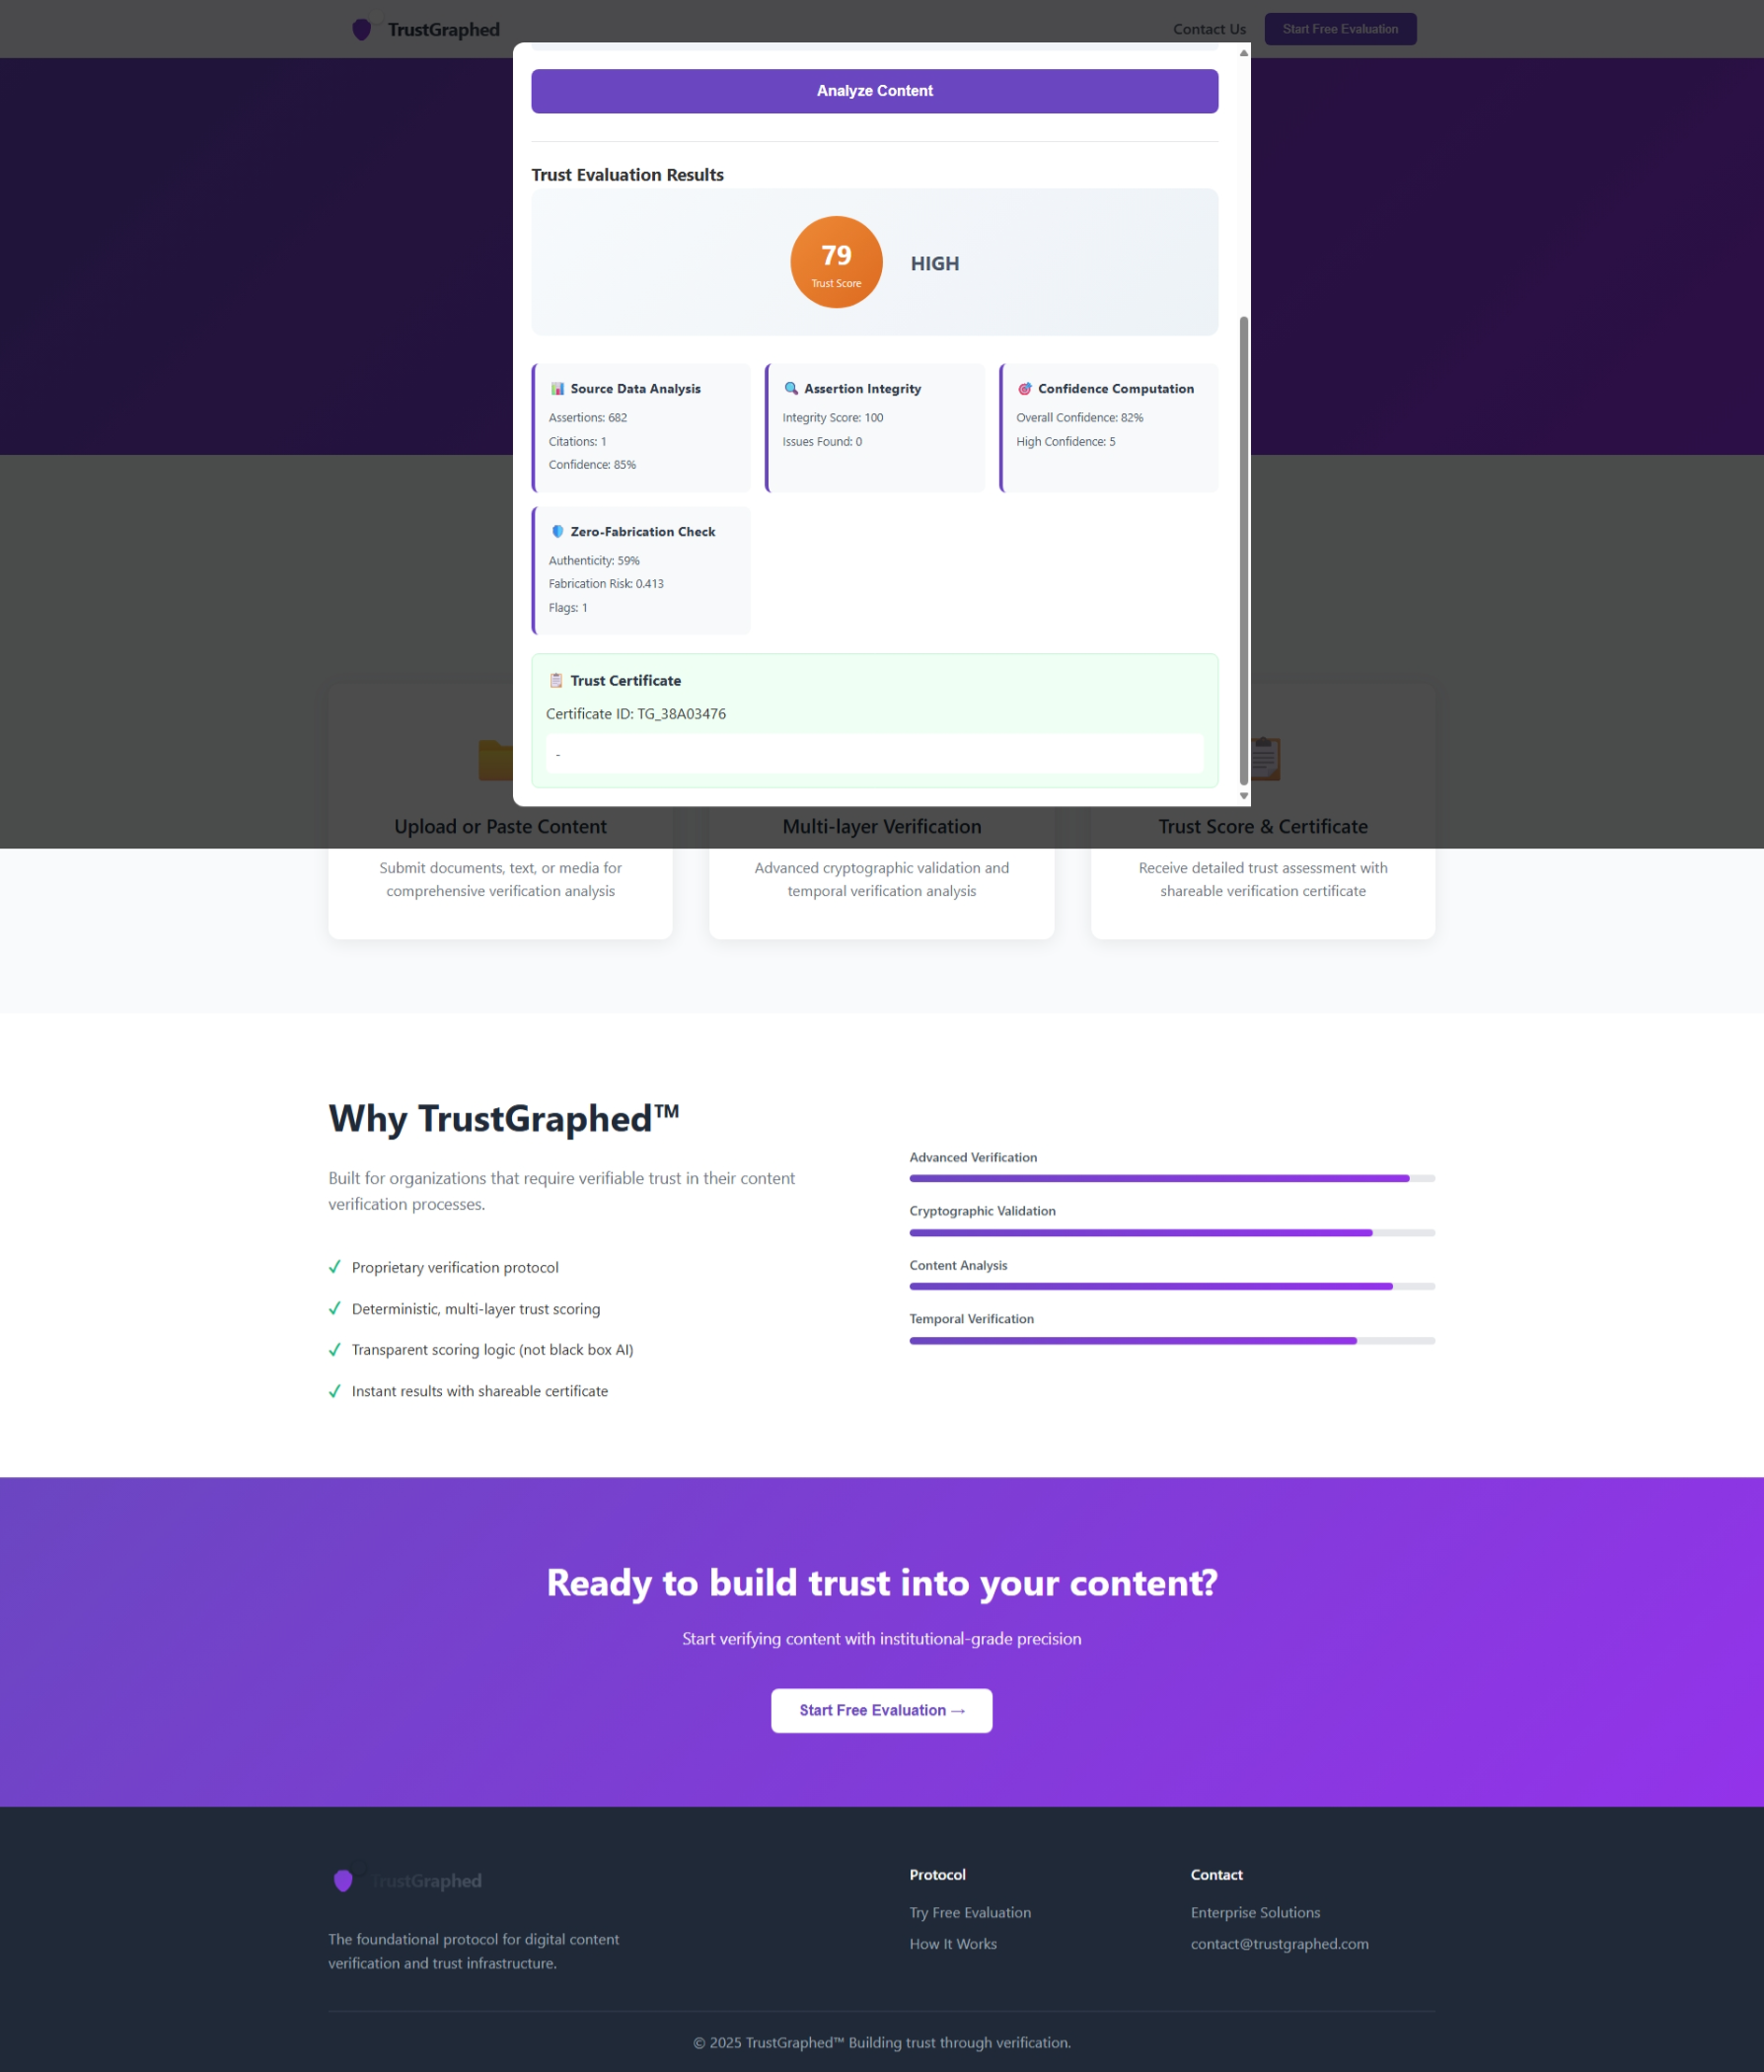 TrustGraphed
Contact Us
Start Free Evaluation
Analyze Content
Trust Evaluation Results
79
Trust Score
HIGH
Source Data Analysis
Assertions: 682
Citations: 1
Confidence: 85%
Assertion Integrity
Integrity Score: 100
Issues Found: 0
Confidence Computation
Overall Confidence: 82%
High Confidence: 5
Zero-Fabrication Check
Authenticity: 59%
Fabrication Risk: 0.413
Flags: 1
Trust Certificate
Certificate ID: TG_38A03476
-
Upload or Paste Content
Submit documents, text, or media for
comprehensive verification analysis
Multi-layer Verification
Advanced cryptographic validation and
temporal verification analysis
Trust Score & Certificate
Receive detailed trust assessment with
shareable verification certificate
Why TrustGraphed™
Built for organizations that require verifiable trust in their content
verification processes.
✓ Proprietary verification protocol
✓ Deterministic, multi-layer trust scoring
✓ Transparent scoring logic (not black box AI)
✓ Instant results with shareable certificate
Advanced Verification
Cryptographic Validation
Content Analysis
Temporal Verification
Ready to build trust into your content?
Start verifying content with institutional-grade precision
Start Free Evaluation →
TrustGraphed
The foundational protocol for digital content
verification and trust infrastructure.
Protocol
Try Free Evaluation
How It Works
Contact
Enterprise Solutions
contact@trustgraphed.com
© 2025 TrustGraphed™ Building trust through verification.